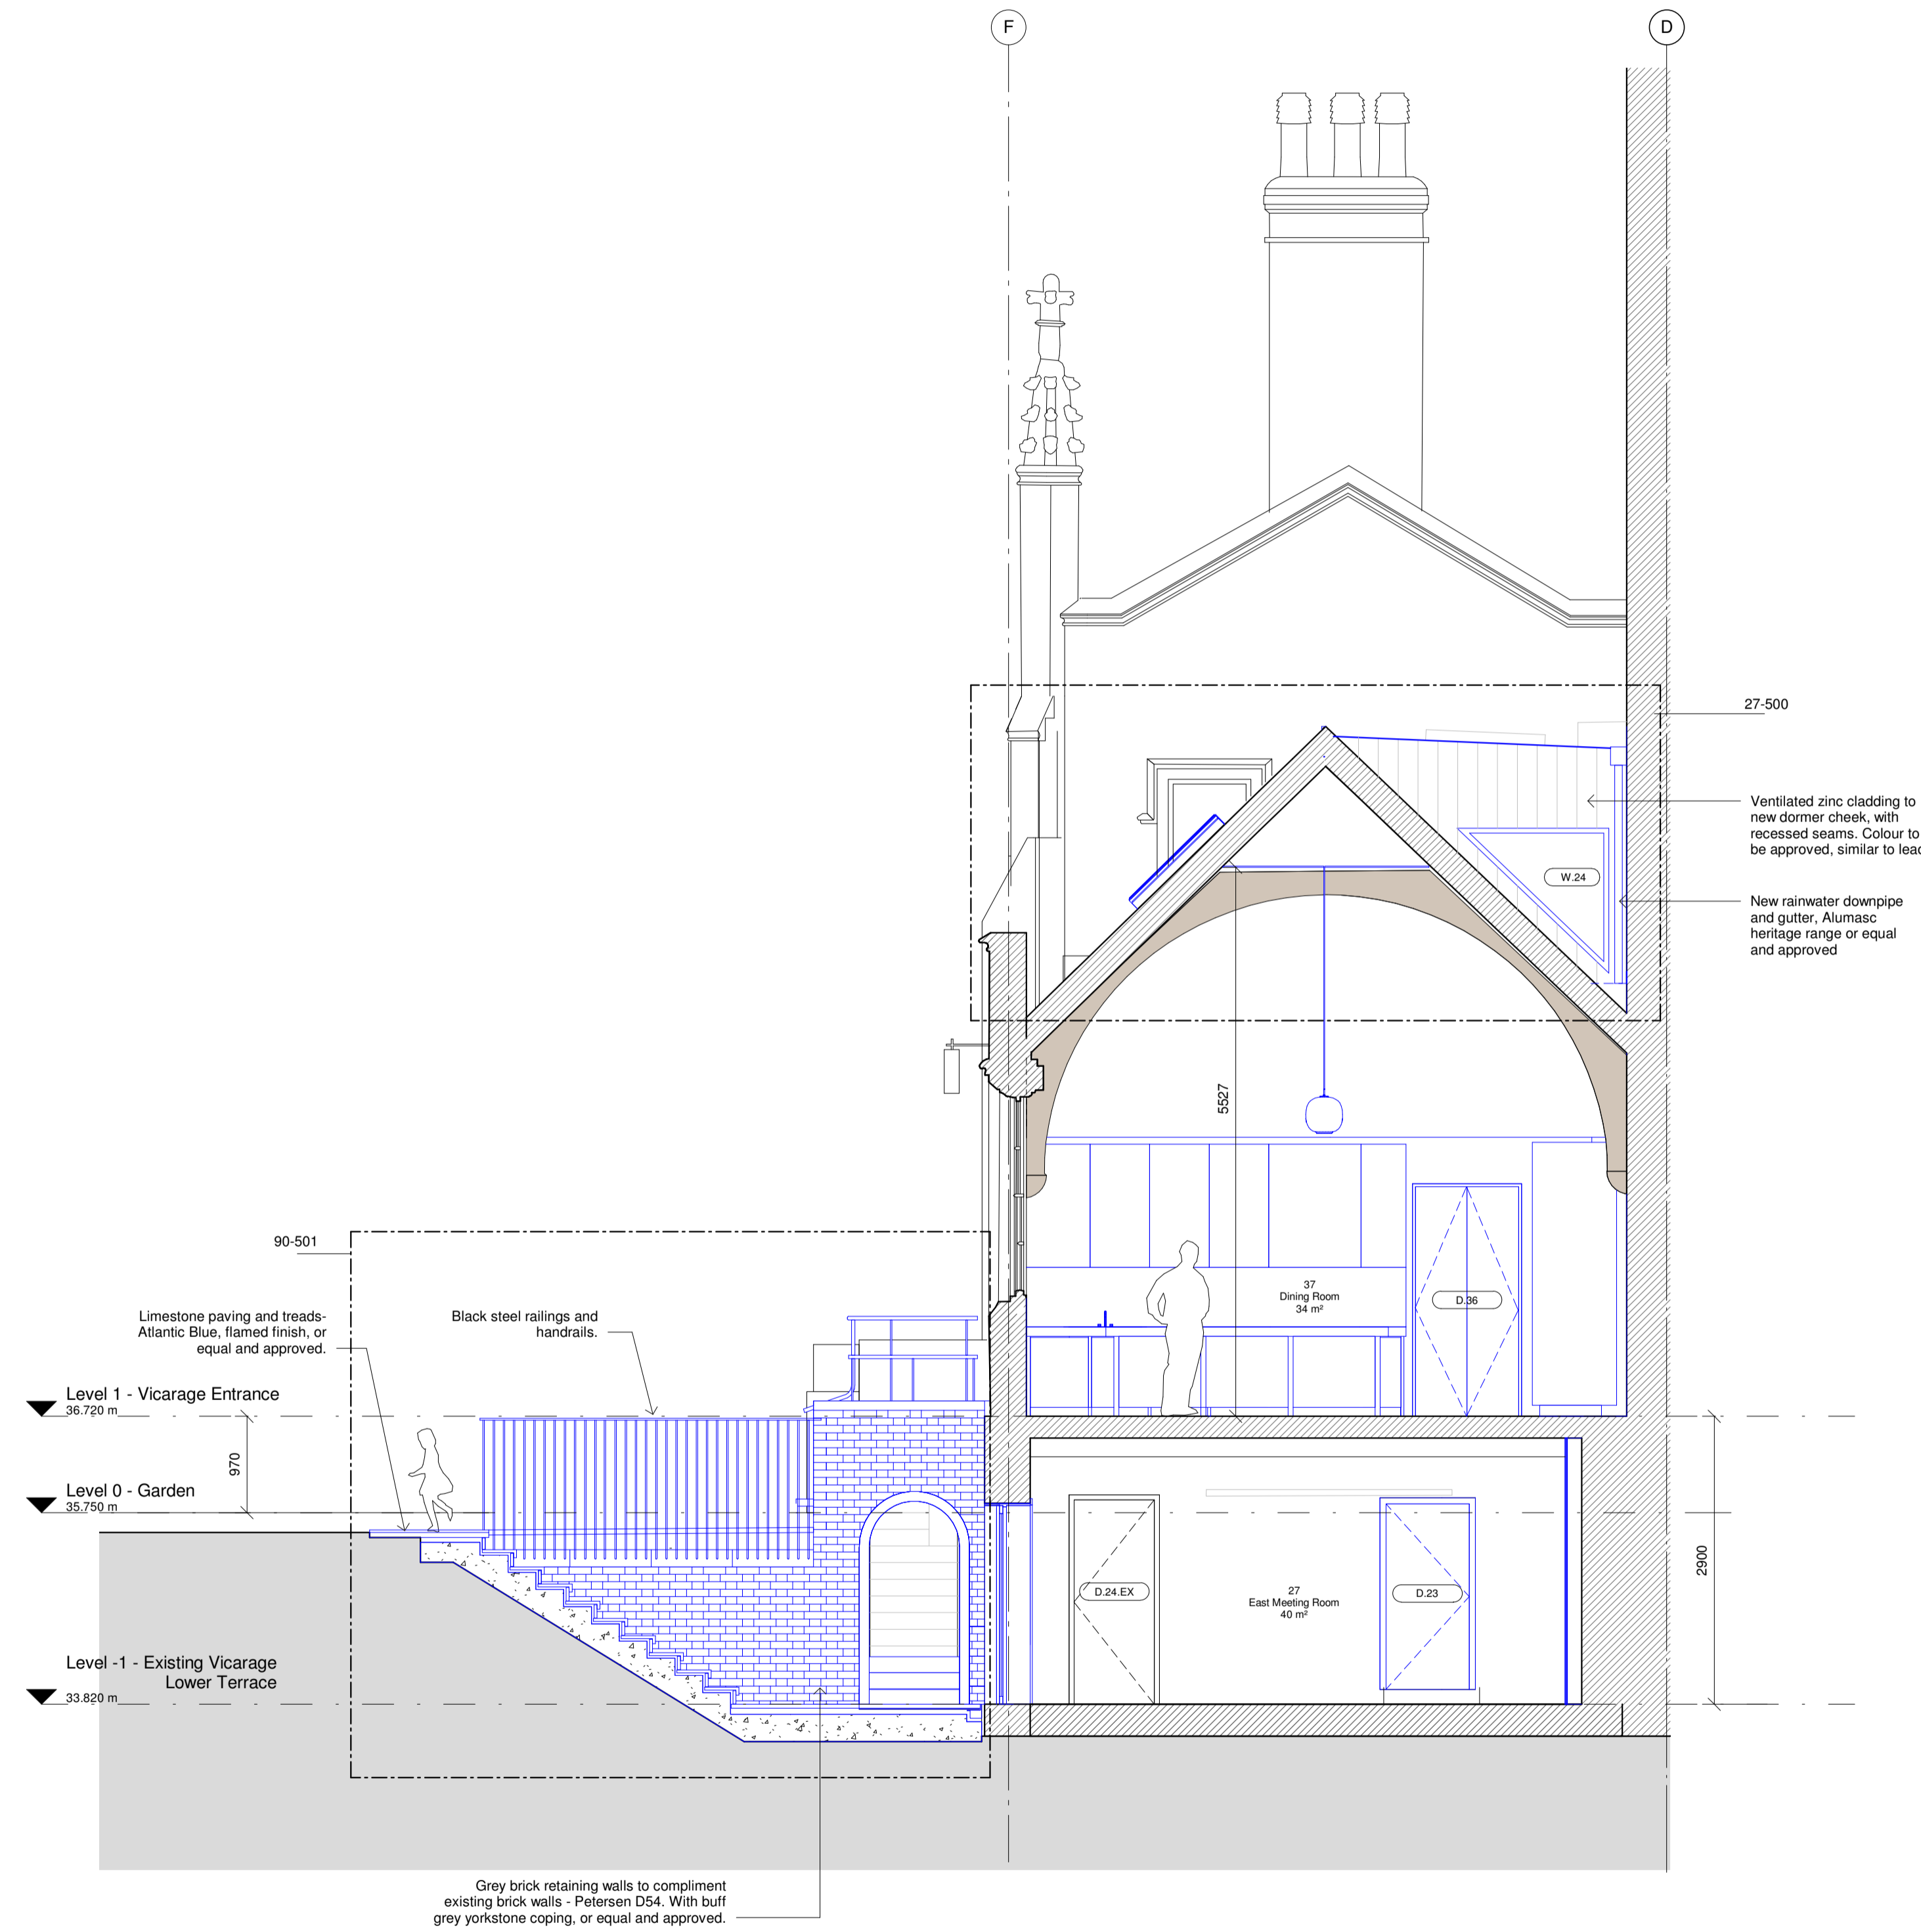 F
D
27-500
Ventilated zinc cladding to
new dormer cheek, with
recessed seams. Colour to
be approved, similar to
W.24
New rainwater downpipe
and gutter, Alumasc
heritage range or equal
and approved
5527
90-501
Limestone paving and treads-
Atlantic Blue, flamed finish, or
equal and approved.
Black steel railings and
handrails.
37
Dining Room
34 m²
D.36
Level 1 - Vicarage Entrance
36.720 m
970
Level 0 - Garden
35.750 m
D.24.EX
27
East Meeting Room
40 m²
D.23
2900
Level -1 - Existing Vicarage
Lower Terrace
33.820 m
Grey brick retaining walls to compliment
existing brick walls - Petersen D54. With buff
grey yorkstone coping, or equal and approved.